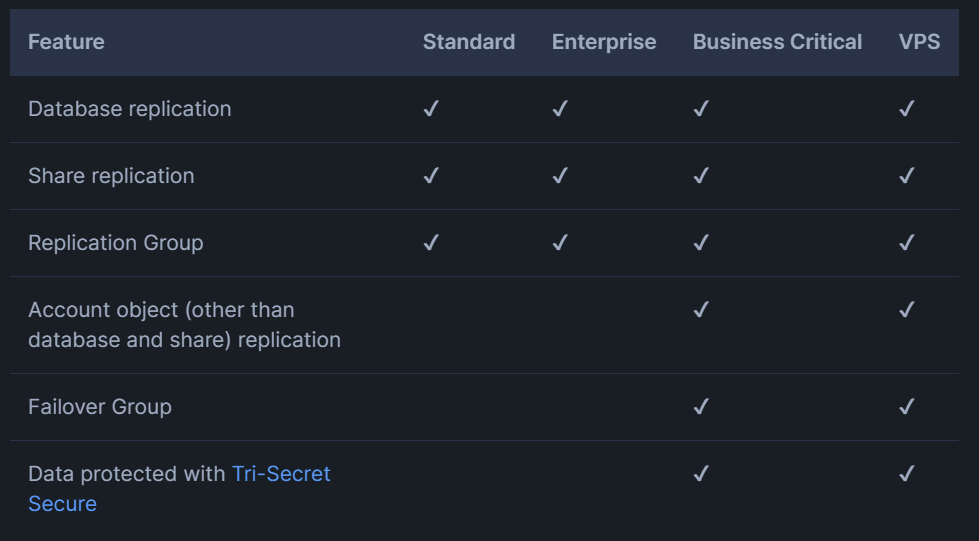 Feature Standard Enterprise Business Critical VPS
Database replication ✓ ✓ ✓ ✓
Share replication ✓ ✓ ✓ ✓
Replication Group ✓ ✓ ✓ ✓
Account object (other than
database and share) replication ✓ ✓
Failover Group ✓ ✓
Data protected with Tri-Secret
Secure ✓ ✓